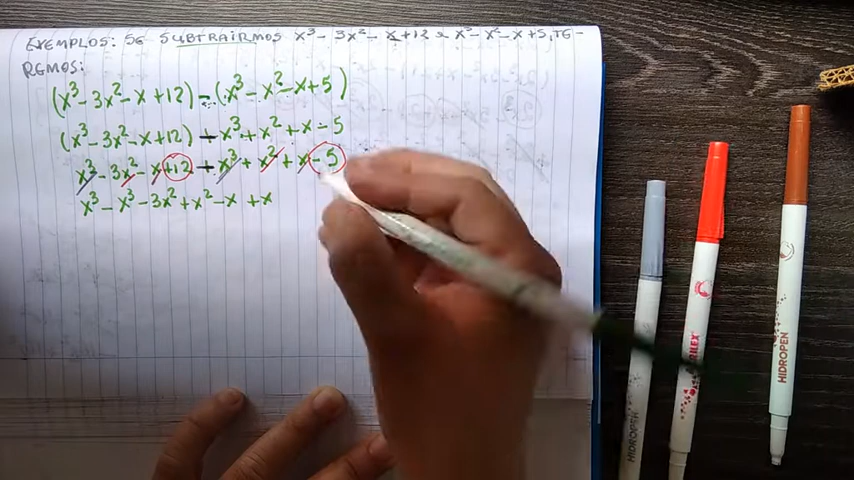 EXEMPLOS: SE SUBTRAIRMOS x³ - 3x² - x + 12 x³ - x² - x + 5, TE-
REMOS:
(x³ - 3x² - x + 12) - (x³ - x² - x + 5)
(x³ - 3x² - x + 12) - x³ + x² + x - 5
x³ - 3x² - x + 12 - x³ + x² + x - 5
x³ - x³ - 3x² + x² - x + x
HIDROPEN
HIDROPEN